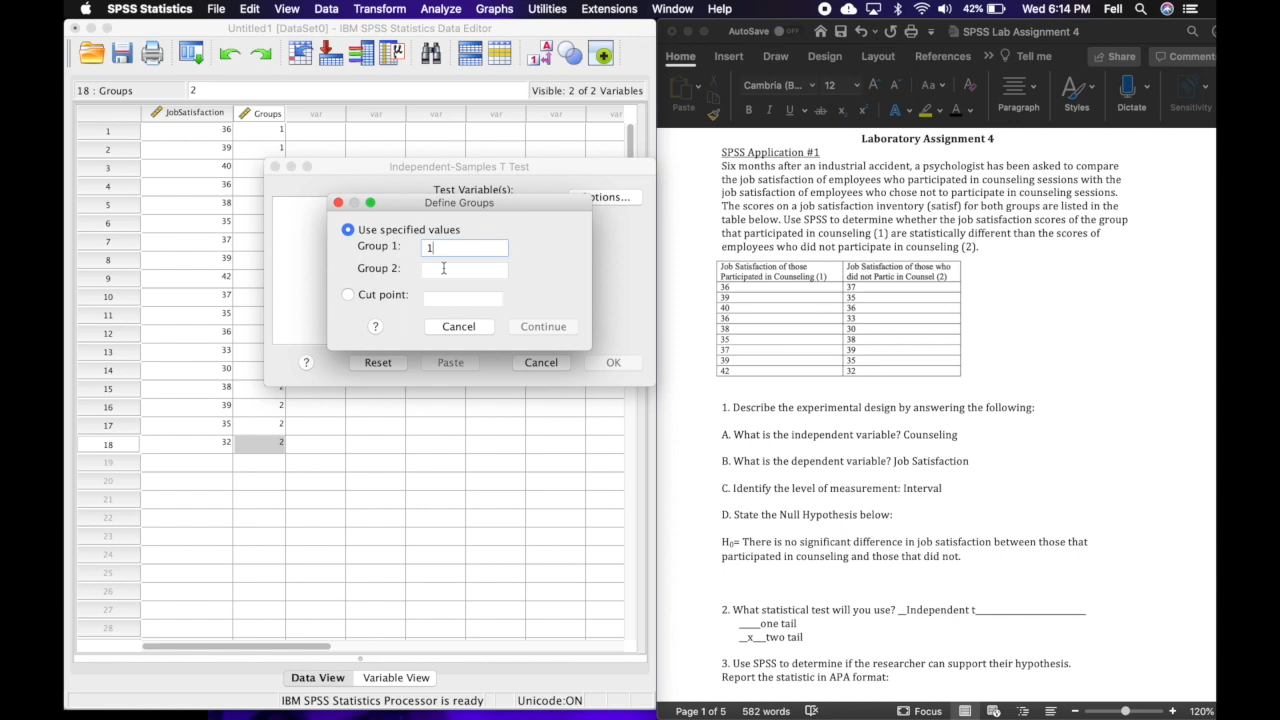 SPSS Statistics File Edit View Data Transform Analyze Graphs Utilities Extensions Window Help 42% Wed 6:14 PM Fell
Untitled1 [DataSet0] - IBM SPSS Statistics Data Editor
18 : Groups 2 Visible: 2 of 2 Variables
JobSatisfaction Groups var var var var var var
1 36 1
2 39 1
3 40
4 36
5 38
6 35
7 37
8 39
9 42
10 37
11 35
12 36
13 33
14 30
15 38 2
16 39 2
17 35 2
18 32 2
19
20
21
22
23
24
25
26
27
28
Data View Variable View
IBM SPSS Statistics Processor is ready Unicode:ON
Independent-Samples T Test
Test Variable(s):
ptions...
Define Groups
Use specified values
Group 1: 1
Group 2:
Cut point:
? Cancel Continue
? Reset Paste Cancel OK
AutoSave OFF SPSS Lab Assignment 4
Home Insert Draw Design Layout References Tell me Share Comments
Paste Cambria (B... 12 Aa Paragraph Styles Dictate Sensitivity
B I U ab x A A
Laboratory Assignment 4
SPSS Application #1
Six months after an industrial accident, a psychologist has been asked to compare
the job satisfaction of employees who participated in counseling sessions with the
job satisfaction of employees who chose not to participate in counseling sessions.
The scores on a job satisfaction inventory (satisf) for both groups are listed in the
table below. Use SPSS to determine whether the job satisfaction scores of the group
that participated in counseling (1) are statistically different than the scores of
employees who did not participate in counseling (2).
Job Satisfaction of those Job Satisfaction of those who
Participated in Counseling (1) did not Partic in Counsel (2)
36 37
39 35
40 36
36 33
38 30
35 38
37 39
39 35
42 32
1. Describe the experimental design by answering the following:
A. What is the independent variable? Counseling
B. What is the dependent variable? Job Satisfaction
C. Identify the level of measurement: Interval
D. State the Null Hypothesis below:
H0= There is no significant difference in job satisfaction between those that
participated in counseling and those that did not.
2. What statistical test will you use? __Independent t____________________
_____one tail
__x___two tail
3. Use SPSS to determine if the researcher can support their hypothesis.
Report the statistic in APA format:
Page 1 of 5 582 words Focus 120%